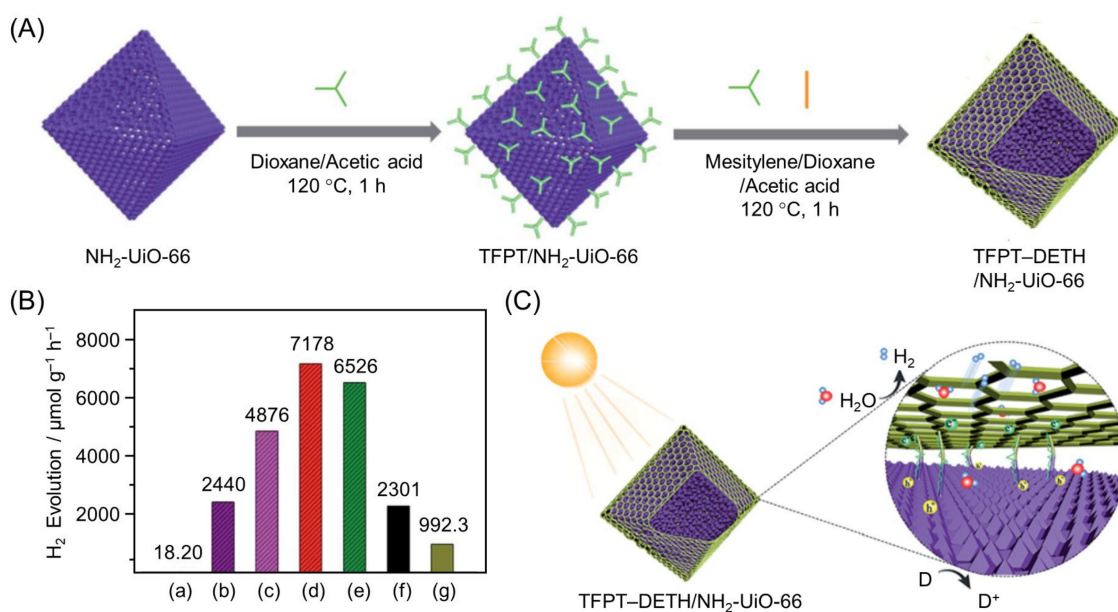 (A)
Dioxane/Acetic acid
120 °C, 1 h
Mesitylene/Dioxane
/Acetic acid
120 °C, 1 h
NH₂-UiO-66
TFPT/NH₂-UiO-66
TFPT–DETH
/NH₂-UiO-66
(B)
H₂ Evolution / μmol g⁻¹ h⁻¹
8000
6000
4000
2000
18.20
2440
4876
7178
6526
2301
992.3
(a) (b) (c) (d) (e) (f) (g)
(C)
H₂
H₂O
h⁺
h⁺
h⁺
h⁺
D
D⁺
TFPT–DETH/NH₂-UiO-66